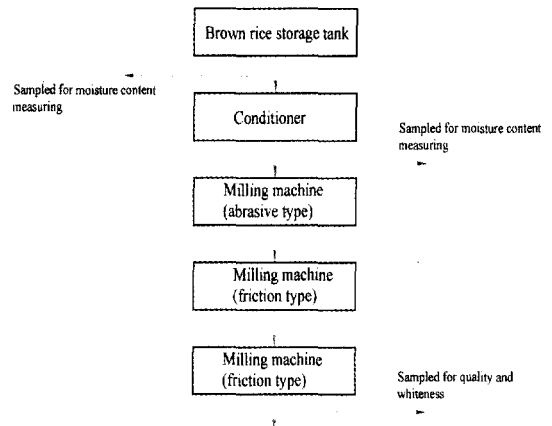 Brown rice storage tank
Sampled for moisture content
measuring
Conditioner
Sampled for moisture content
measuring
Milling machine
(abrasive type)
Milling machine
(friction type)
Milling machine
(friction type)
Sampled for quality and
whiteness